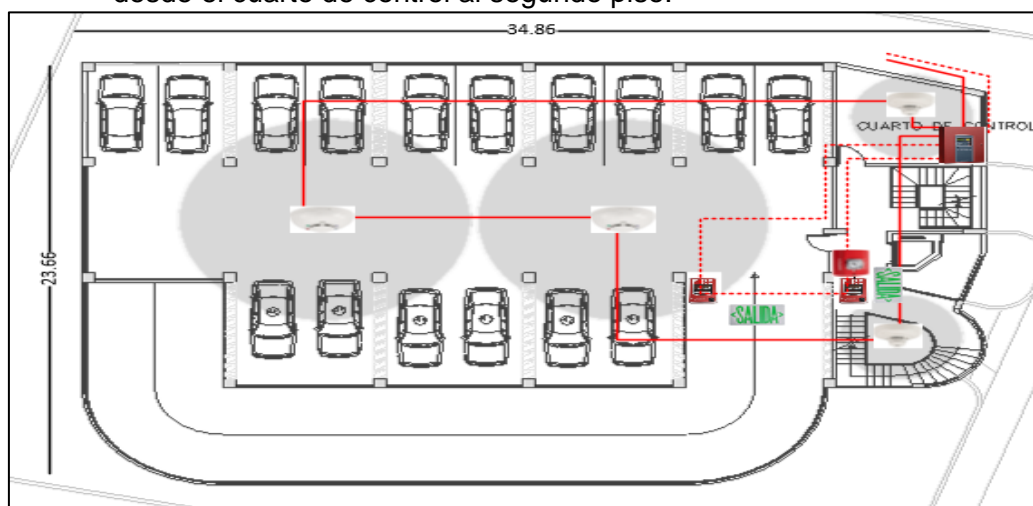 desde el cuarto de control al segundo piso.
34.86
CUARTO DE CONTROL
23.66
SALIDA
<SALIDA>